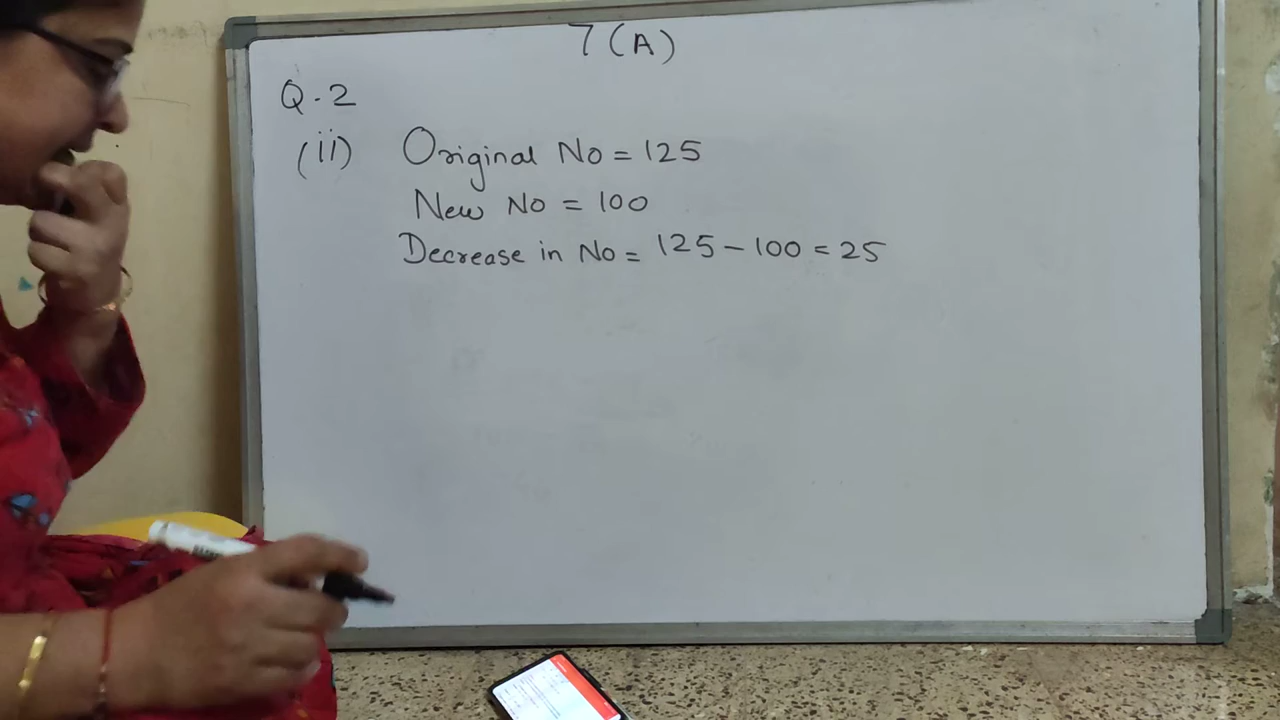 7 (A)
Q.2
(ii) Original No = 125
New No = 100
Decrease in No = 125 - 100 = 25